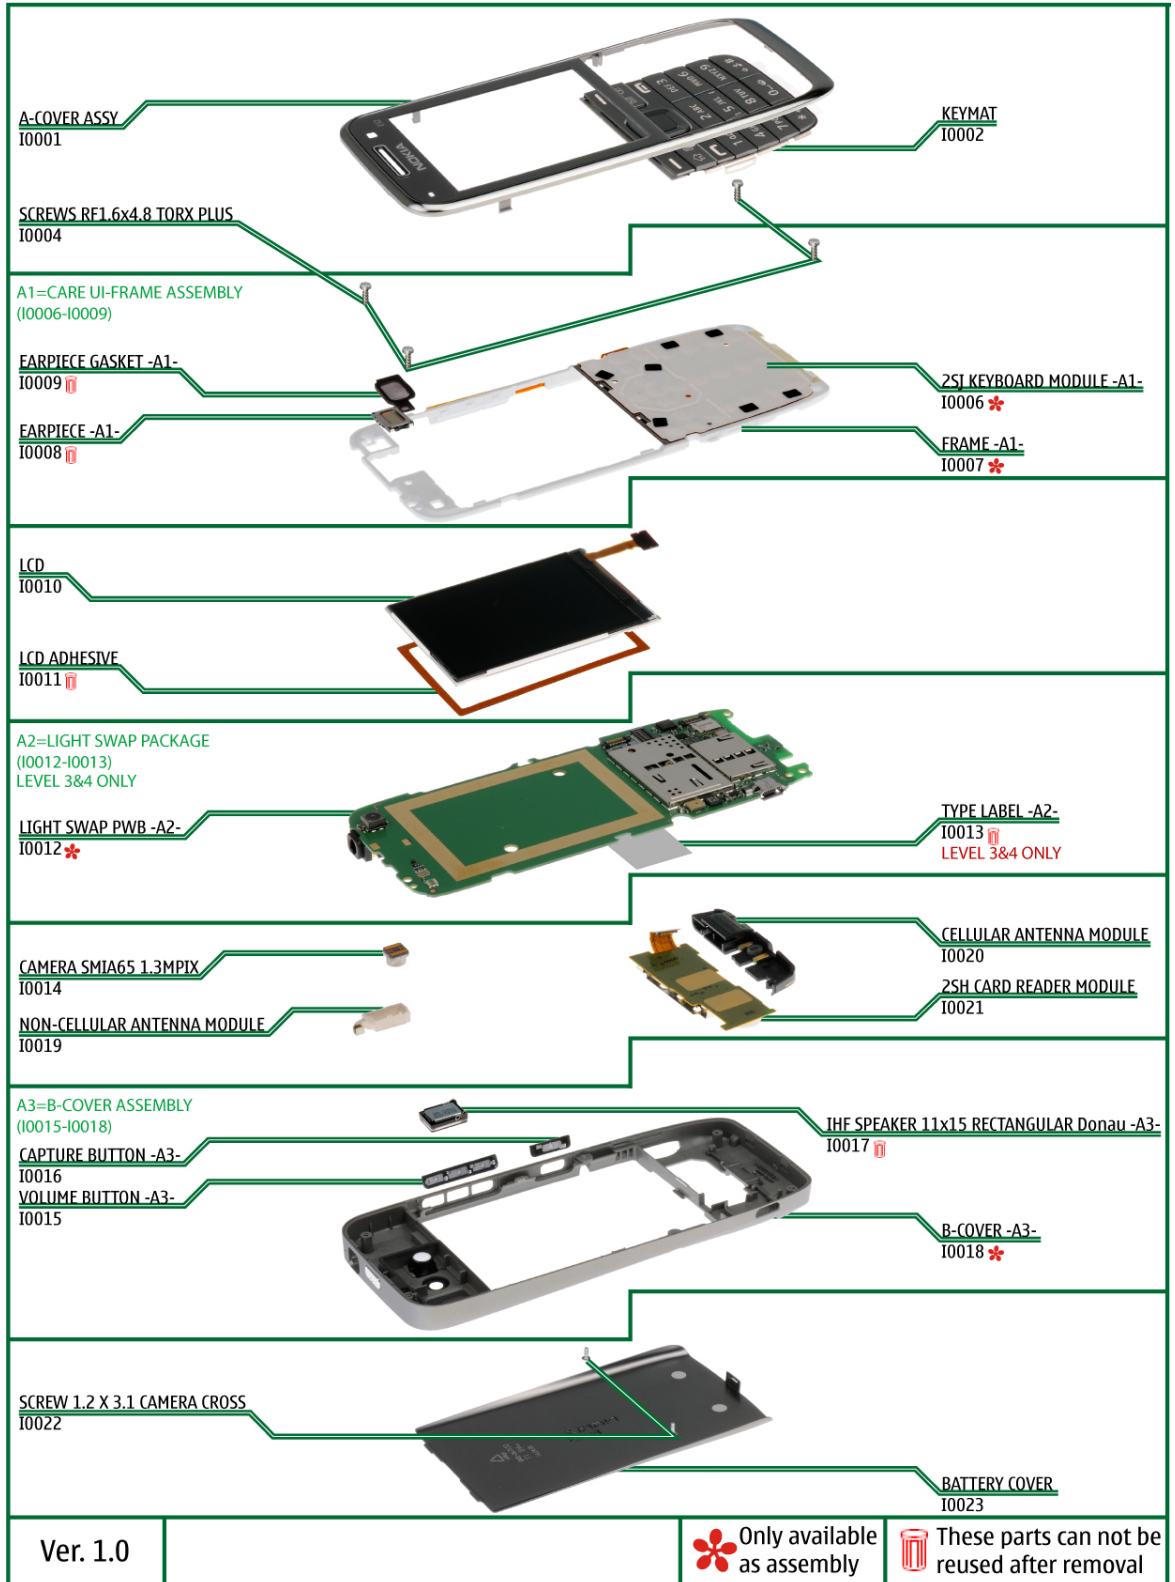 A-COVER ASSY
I0001
KEYMAT
I0002
NOKIA
SCREWS RF1.6x4.8 TORX PLUS
I0004
A1=CARE UI-FRAME ASSEMBLY
(I0006-I0009)
EARPIECE GASKET -A1-
I0009
2SJ KEYBOARD MODULE -A1-
I0006
EARPIECE -A1-
I0008
FRAME -A1-
I0007
LCD
I0010
LCD ADHESIVE
I0011
A2=LIGHT SWAP PACKAGE
(I0012-I0013)
LEVEL 3&4 ONLY
LIGHT SWAP PWB -A2-
I0012
TYPE LABEL -A2-
I0013
LEVEL 3&4 ONLY
CAMERA SMIA65 1.3MPIX
I0014
CELLULAR ANTENNA MODULE
I0020
NON-CELLULAR ANTENNA MODULE
I0019
2SH CARD READER MODULE
I0021
A3=B-COVER ASSEMBLY
(I0015-I0018)
IHF SPEAKER 11x15 RECTANGULAR Donau -A3-
I0017
CAPTURE BUTTON -A3-
I0016
VOLUME BUTTON -A3-
I0015
B-COVER -A3-
I0018
SCREW 1.2 X 3.1 CAMERA CROSS
I0022
BATTERY COVER
I0023
Ver. 1.0
Only available
as assembly
These parts can not be
reused after removal